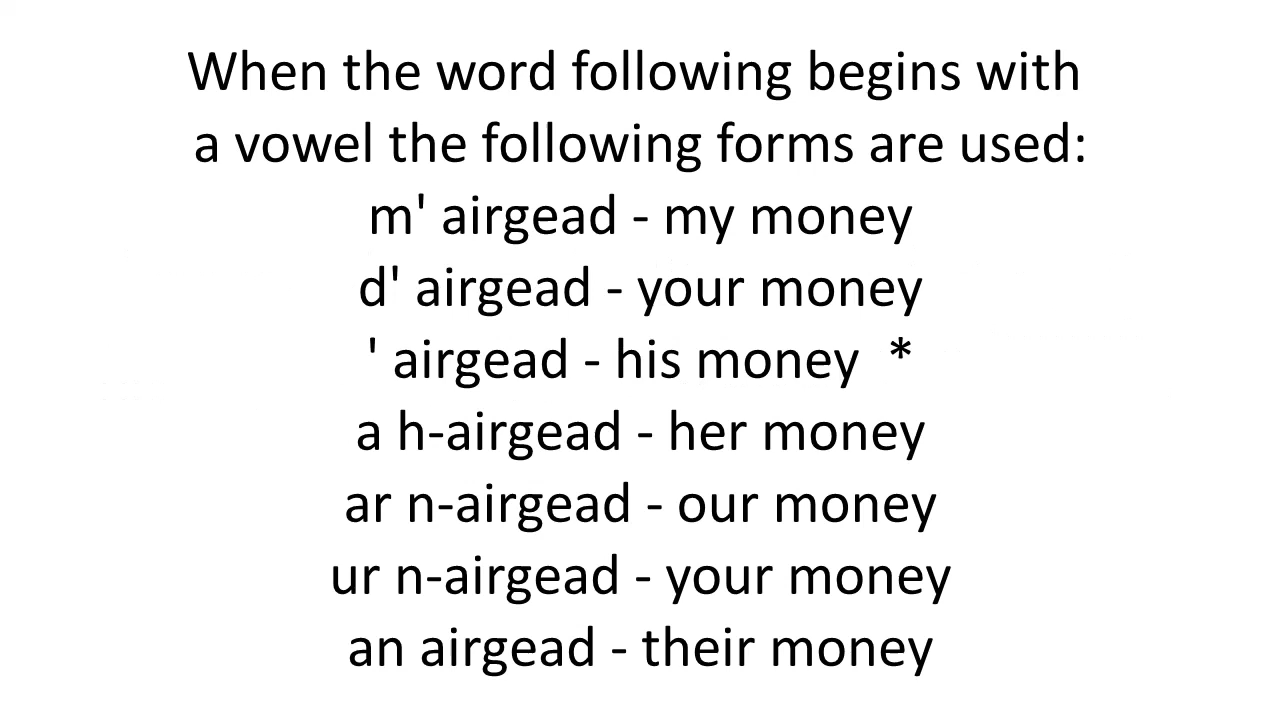 When the word following begins with
a vowel the following forms are used:
m' airgead - my money
d' airgead - your money
' airgead - his money *
a h-airgead - her money
ar n-airgead - our money
ur n-airgead - your money
an airgead - their money